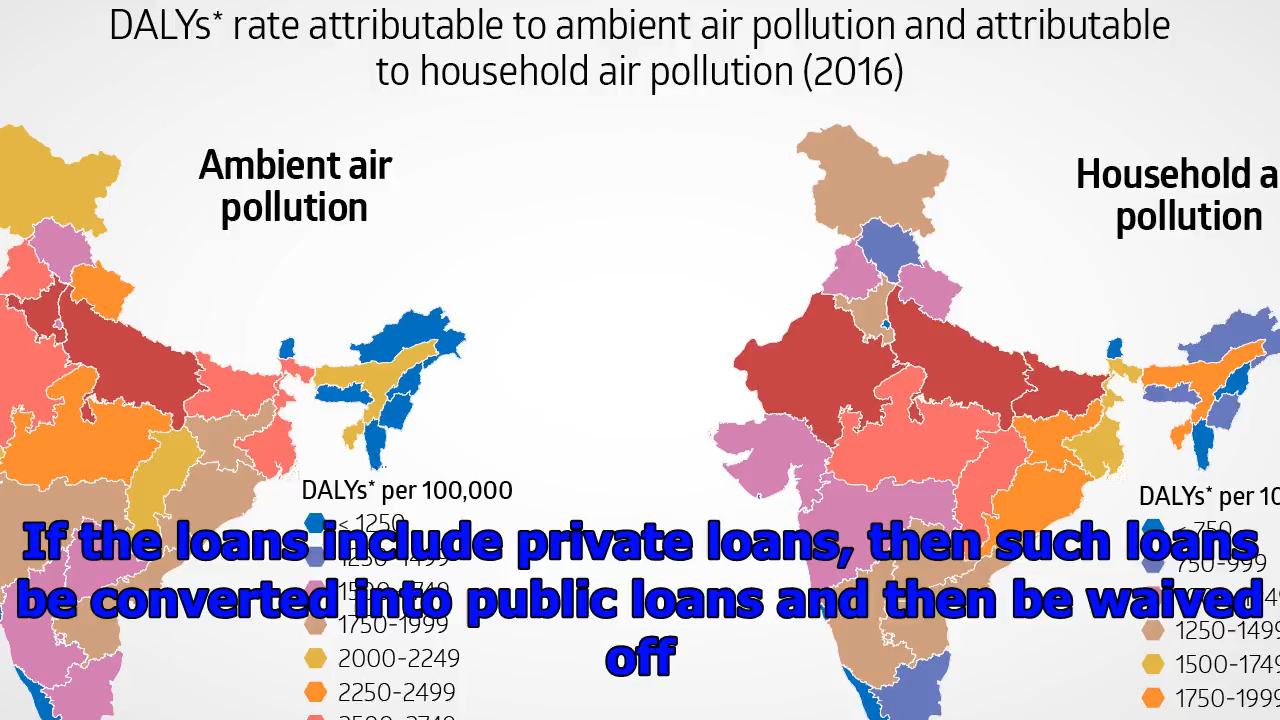 DALYs* rate attributable to ambient air pollution and attributable
to household air pollution (2016)
Ambient air
pollution
Household a
pollution
DALYs* per 100,000
2000-2249
2250-2499
DALYs* per 10
750-999
1250-1499
1500-1749
1750-1999
If the loans include private loans, then such loans
be converted into public loans and then be waived
off